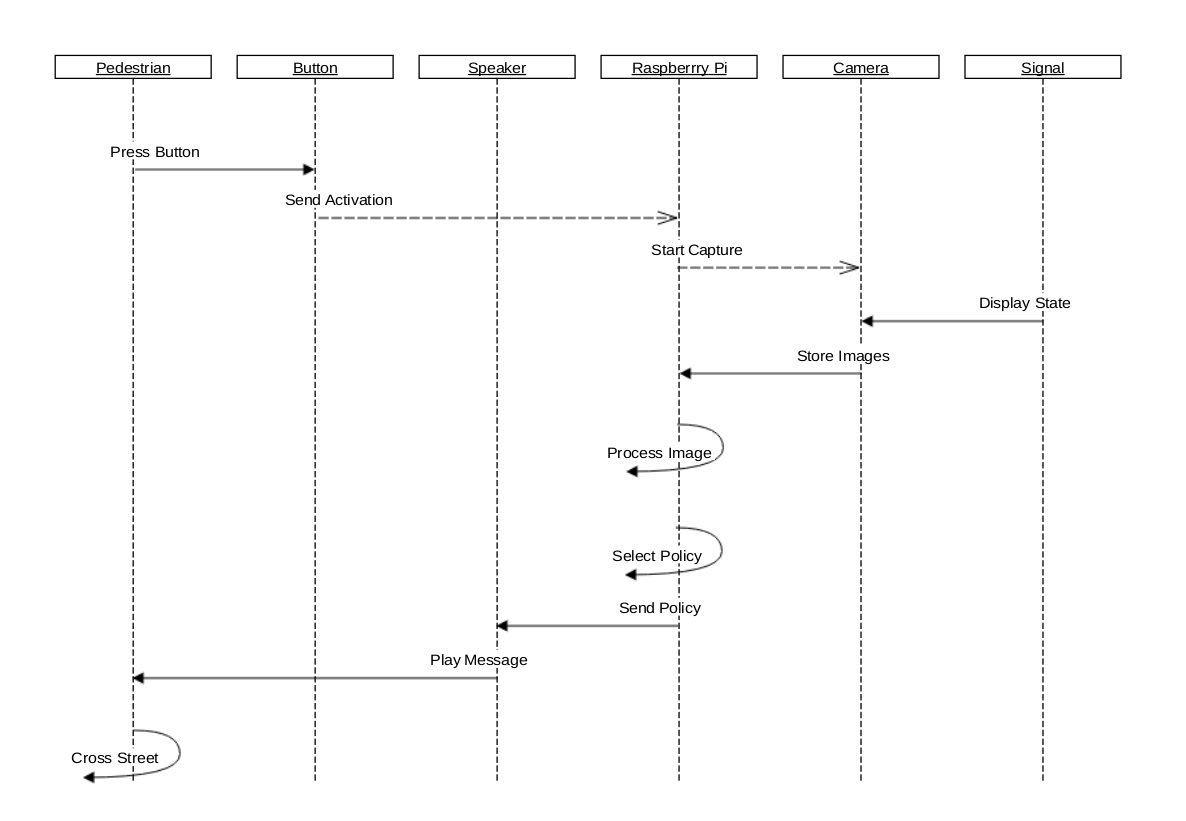 Pedestrian
Button
Speaker
Raspberrry Pi
Camera
Signal
Press Button
Send Activation
Start Capture
Display State
Store Images
Process Image
Select Policy
Send Policy
Play Message
Cross Street